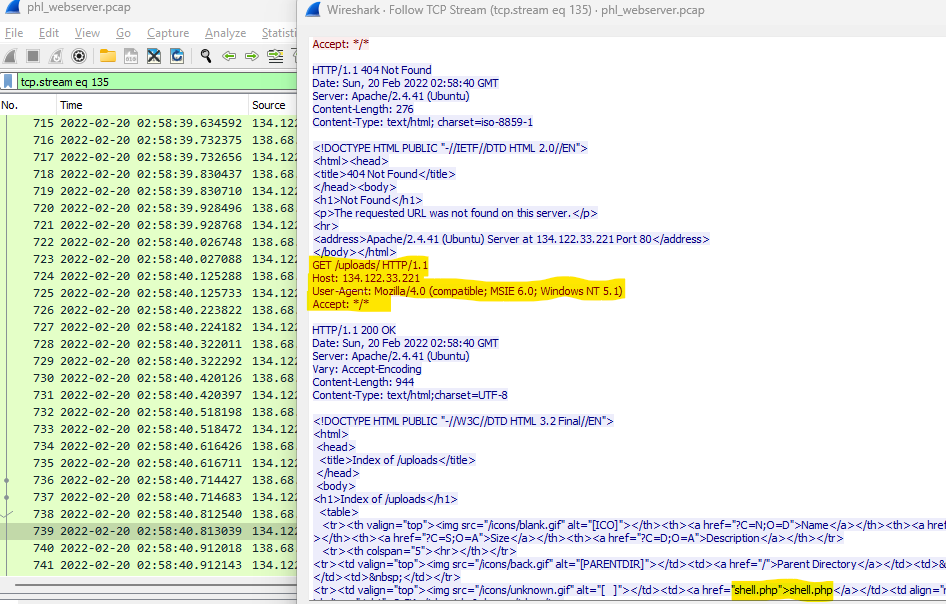 phl_webserver.pcap
File Edit View Go Capture Analyze Statisti
tcp.stream eq 135
No. Time Source
715 2022-02-20 02:58:39.634592 134.122
716 2022-02-20 02:58:39.732375 138.68.
717 2022-02-20 02:58:39.732656 134.122
718 2022-02-20 02:58:39.830437 138.68.
719 2022-02-20 02:58:39.830710 134.122
720 2022-02-20 02:58:39.928496 138.68.
721 2022-02-20 02:58:39.928768 134.122
722 2022-02-20 02:58:40.026748 138.68.
723 2022-02-20 02:58:40.027088 134.122
724 2022-02-20 02:58:40.125288 138.68.
725 2022-02-20 02:58:40.125733 134.122
726 2022-02-20 02:58:40.223822 138.68.
727 2022-02-20 02:58:40.224182 134.122
728 2022-02-20 02:58:40.322011 138.68.
729 2022-02-20 02:58:40.322292 134.122
730 2022-02-20 02:58:40.420126 138.68.
731 2022-02-20 02:58:40.420397 134.122
732 2022-02-20 02:58:40.518198 138.68.
733 2022-02-20 02:58:40.518472 134.122
734 2022-02-20 02:58:40.616426 138.68.
735 2022-02-20 02:58:40.616711 134.122
736 2022-02-20 02:58:40.714427 138.68.
737 2022-02-20 02:58:40.714683 134.122
738 2022-02-20 02:58:40.812540 138.68.
739 2022-02-20 02:58:40.813039 134.122
740 2022-02-20 02:58:40.912018 138.68.
741 2022-02-20 02:58:40.912143 134.122
Wireshark · Follow TCP Stream (tcp.stream eq 135) · phl_webserver.pcap
Accept: */*
HTTP/1.1 404 Not Found
Date: Sun, 20 Feb 2022 02:58:40 GMT
Server: Apache/2.4.41 (Ubuntu)
Content-Length: 276
Content-Type: text/html; charset=iso-8859-1
<!DOCTYPE HTML PUBLIC "-//IETF//DTD HTML 2.0//EN">
<html><head>
<title>404 Not Found</title>
</head><body>
<h1>Not Found</h1>
<p>The requested URL was not found on this server.</p>
<hr>
<address>Apache/2.4.41 (Ubuntu) Server at 134.122.33.221 Port 80</address>
</body></html>
GET /uploads/ HTTP/1.1
Host: 134.122.33.221
User-Agent: Mozilla/4.0 (compatible; MSIE 6.0; Windows NT 5.1)
Accept: */*
HTTP/1.1 200 OK
Date: Sun, 20 Feb 2022 02:58:40 GMT
Server: Apache/2.4.41 (Ubuntu)
Vary: Accept-Encoding
Content-Length: 944
Content-Type: text/html;charset=UTF-8
<!DOCTYPE HTML PUBLIC "-//W3C//DTD HTML 3.2 Final//EN">
<html>
<head>
<title>Index of /uploads</title>
</head>
<body>
<h1>Index of /uploads</h1>
<table>
<tr><th valign="top"><img src="/icons/blank.gif" alt="[ICO]"></th><th><a href="?C=N;O=D">Name</a></th><th><a hre
></th><th><a href="?C=S;O=A">Size</a></th><th><a href="?C=D;O=A">Description</a></th></tr>
<tr><th colspan="5"><hr></th></tr>
<tr><td valign="top"><img src="/icons/back.gif" alt="[PARENTDIR]"></td><td><a href="/">Parent Directory</a></td><td>&
</td><td>&nbsp;</td></tr>
<tr><td valign="top"><img src="/icons/unknown.gif" alt="[ ]"></td><td><a href="shell.php">shell.php</a></td><td align="r